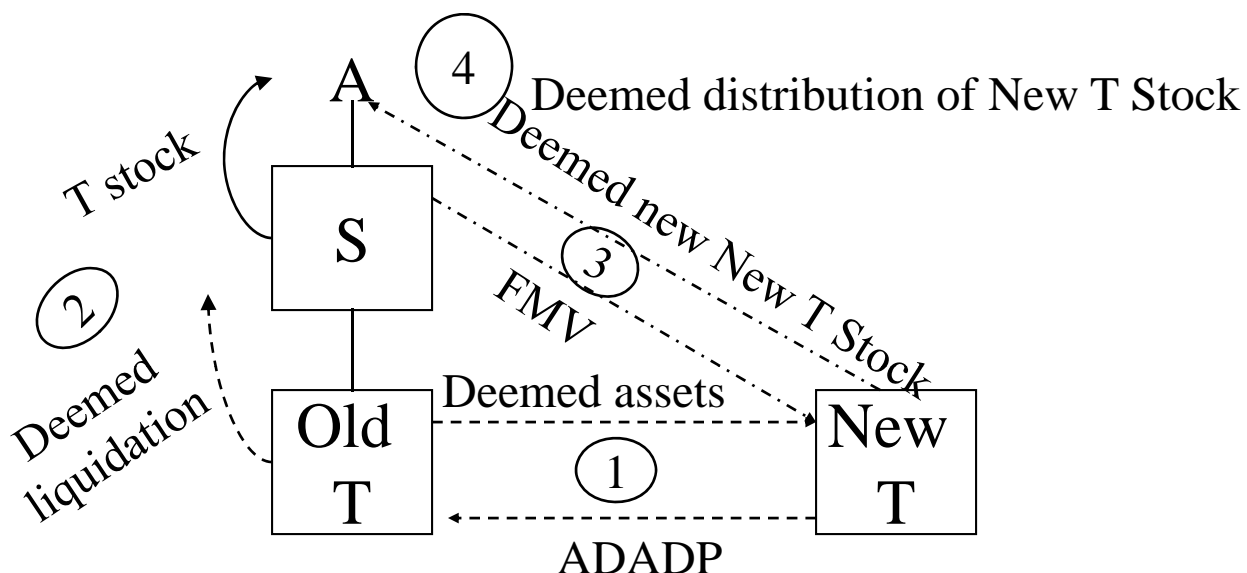 A
4
Deemed distribution of New T Stock
T stock
Deemed new New T Stock
S
3
FMV
2
Deemed
liquidation
Old
T
Deemed assets
1
ADADP
New
T